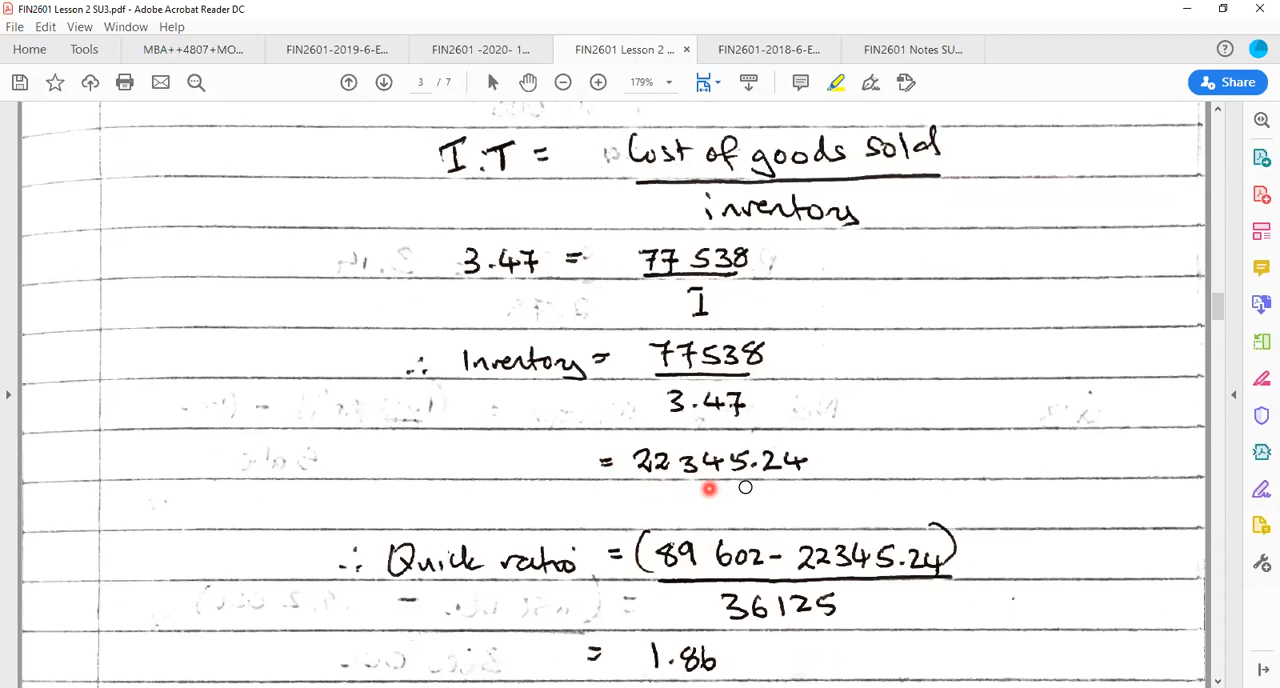 FIN2601 Lesson 2 SU3.pdf - Adobe Acrobat Reader DC
File Edit View Window Help
Home Tools MBA++4807+MO... FIN2601-2019-6-E... FIN2601 -2020- 1... FIN2601 Lesson 2 ... × FIN2601-2018-6-E... FIN2601 Notes SU...
3 / 7 179% Share
I.T = Cost of goods sold
inventory
3.47 = 77 538
I
∴ Inventory = 77538
3.47
= 22345.24
∴ Quick ratio = (89 602 - 22345.24)
36125
= 1.86